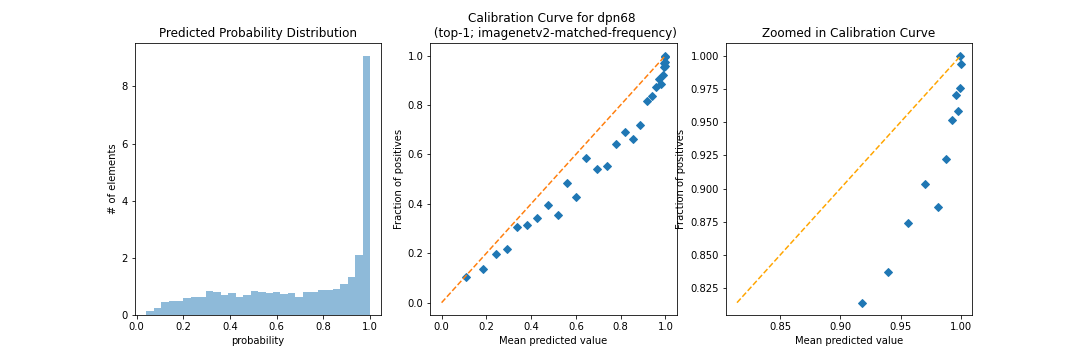 Predicted Probability Distribution
8
6
4
2
0
# of elements
0.0 0.2 0.4 0.6 0.8 1.0
probability
Calibration Curve for dpn68
(top-1; imagenetv2-matched-frequency)
1.0
0.8
0.6
0.4
0.2
0.0
Fraction of positives
0.0 0.2 0.4 0.6 0.8 1.0
Mean predicted value
Zoomed in Calibration Curve
1.000
0.975
0.950
0.925
0.900
0.875
0.850
0.825
Fraction of positives
0.85 0.90 0.95 1.00
Mean predicted value